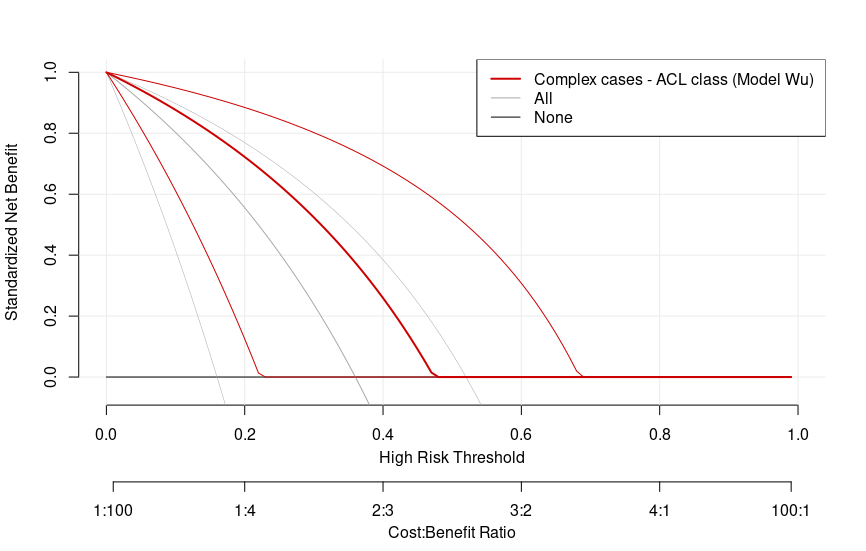 Complex cases - ACL class (Model Wu)
All
None
Standardized Net Benefit
1.0
0.8
0.6
0.4
0.2
0.0
0.0 0.2 0.4 0.6 0.8 1.0
High Risk Threshold
1:100 1:4 2:3 3:2 4:1 100:1
Cost:Benefit Ratio